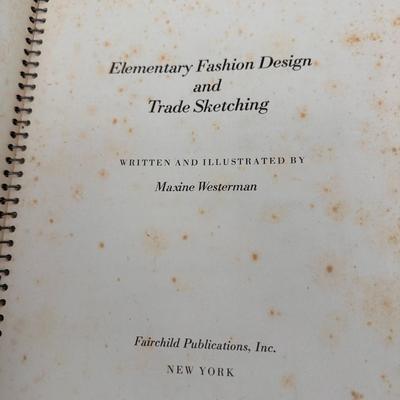 Elementary Fashion Design
and
Trade Sketching
WRITTEN AND ILLUSTRATED BY
Maxine Westerman
Fairchild Publications, Inc.
NEW YORK